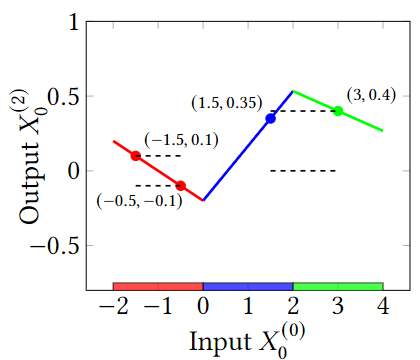 1
0.5
0
−0.5
Output X₀⁽²⁾
(−1.5, 0.1)
(−0.5, −0.1)
(1.5, 0.35)
(3, 0.4)
−2 −1 0 1 2 3 4
Input X₀⁽⁰⁾